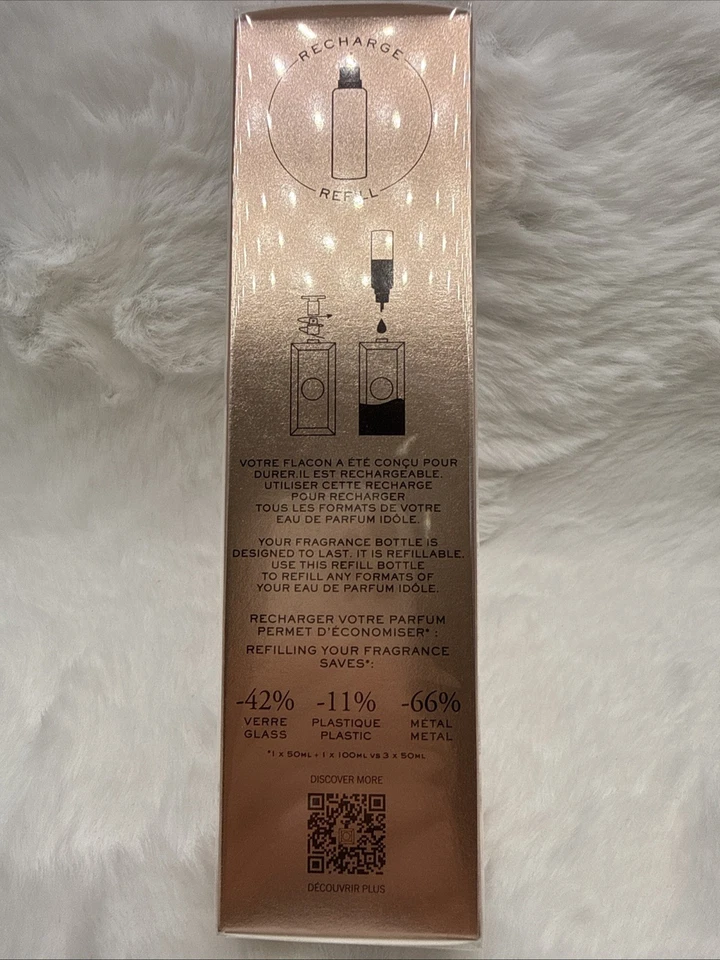 RECHARGE
REFILL
VOTRE FLACON A ÉTÉ CONÇU POUR
DURER.IL EST RECHARGEABLE.
UTILISER CETTE RECHARGE
POUR RECHARGER
TOUS LES FORMATS DE VOTRE
EAU DE PARFUM IDÔLE.
YOUR FRAGRANCE BOTTLE IS
DESIGNED TO LAST. IT IS REFILLABLE.
USE THIS REFILL BOTTLE
TO REFILL ANY FORMATS OF
YOUR EAU DE PARFUM IDÔLE.
RECHARGER VOTRE PARFUM
PERMET D'ÉCONOMISER* :
REFILLING YOUR FRAGRANCE
SAVES*:
-42% -11% -66%
VERRE PLASTIQUE MÉTAL
GLASS PLASTIC METAL
*1 X 50ML + 1 X 100ML VS 3 X 50ML
DISCOVER MORE
DÉCOUVRIR PLUS